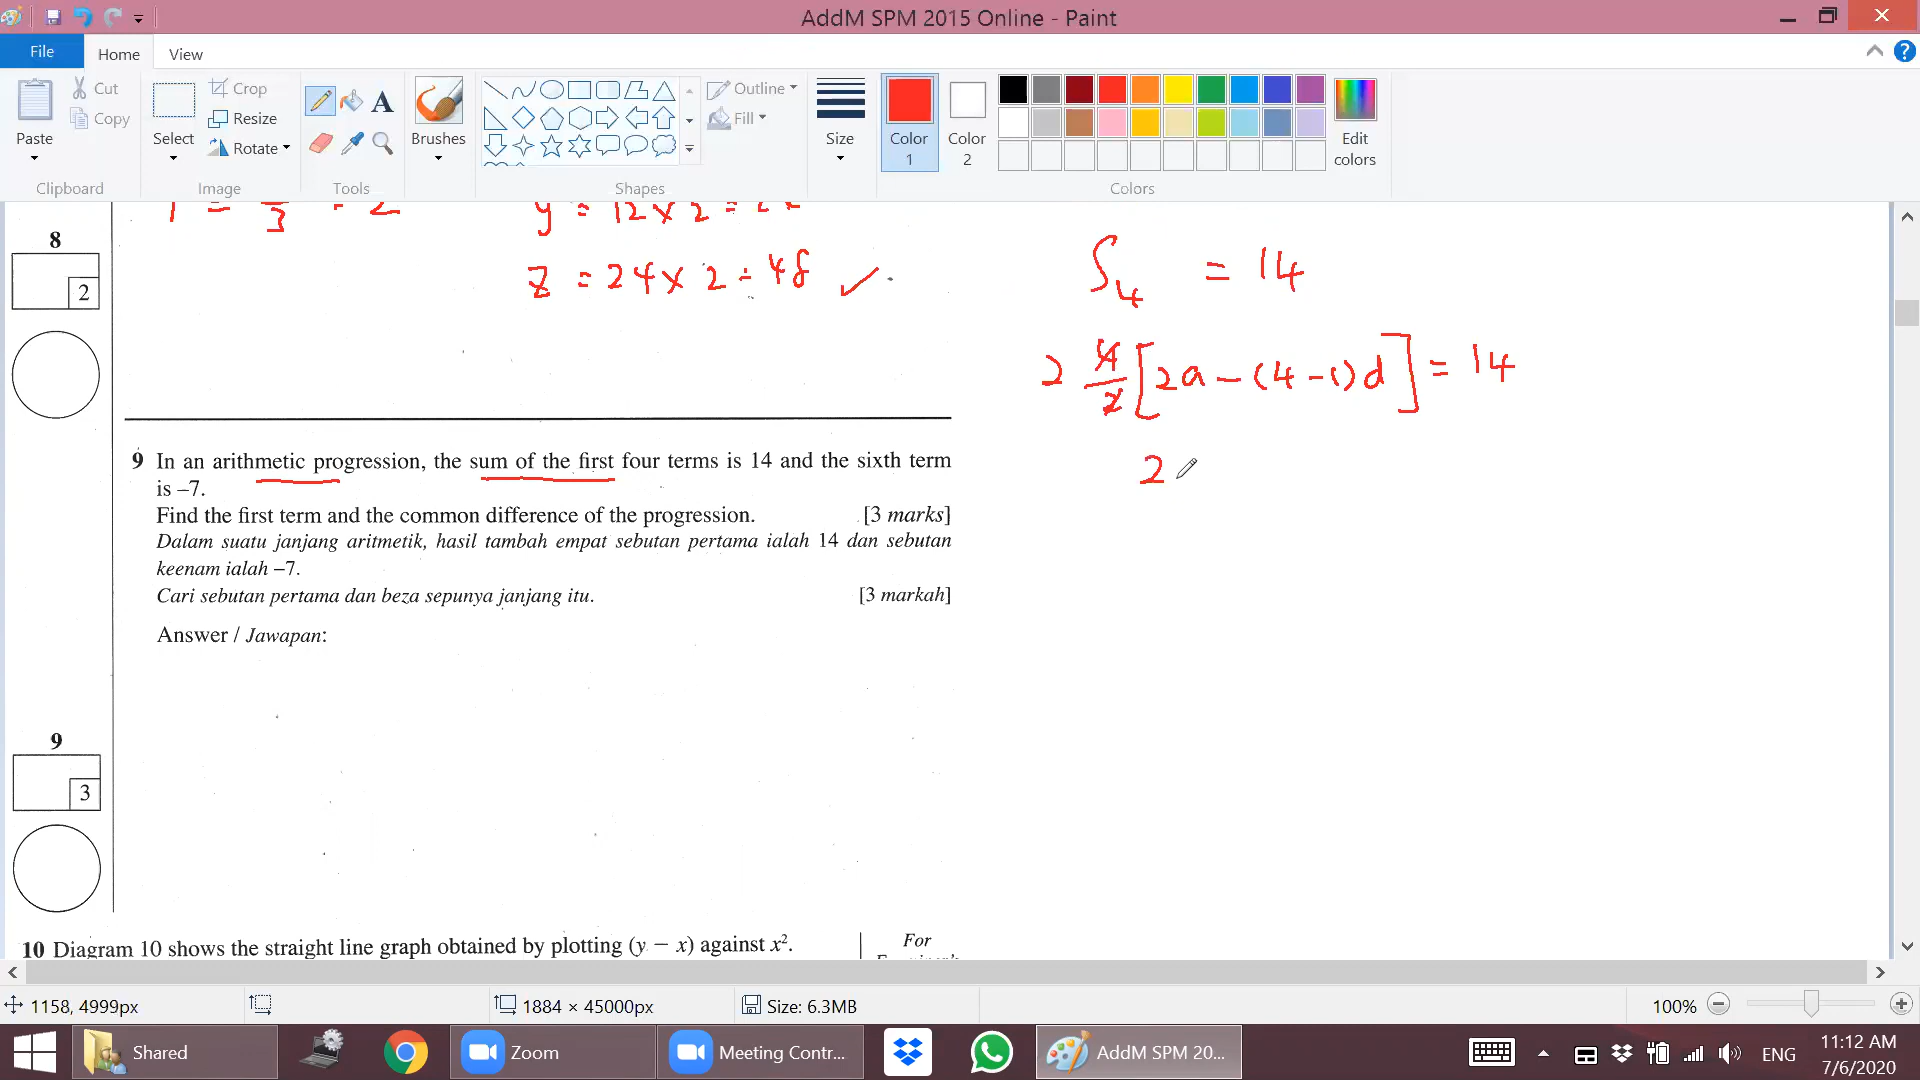 AddM SPM 2015 Online - Paint
File Home View
Paste
Cut
Copy
Clipboard
Select
Crop
Resize
Rotate
Image
Tools
Brushes
Outline
Fill
Shapes
Size
Color 1
Color 2
Edit colors
Colors
y = 12 x 2 =
z = 24 x 2 = 48 ✓
8
2
S4 = 14
2 4/2 [2a - (4 - 1)d] = 14
2
9 In an arithmetic progression, the sum of the first four terms is 14 and the sixth term
is –7.
Find the first term and the common difference of the progression. [3 marks]
Dalam suatu janjang aritmetik, hasil tambah empat sebutan pertama ialah 14 dan sebutan
keenam ialah –7.
Cari sebutan pertama dan beza sepunya janjang itu. [3 markah]
Answer / Jawapan:
9
3
10 Diagram 10 shows the straight line graph obtained by plotting (y − x) against x².
For
1158, 4999px
1884 × 45000px
Size: 6.3MB
100%
Shared
Zoom
Meeting Contr...
AddM SPM 20...
ENG
11:12 AM
7/6/2020